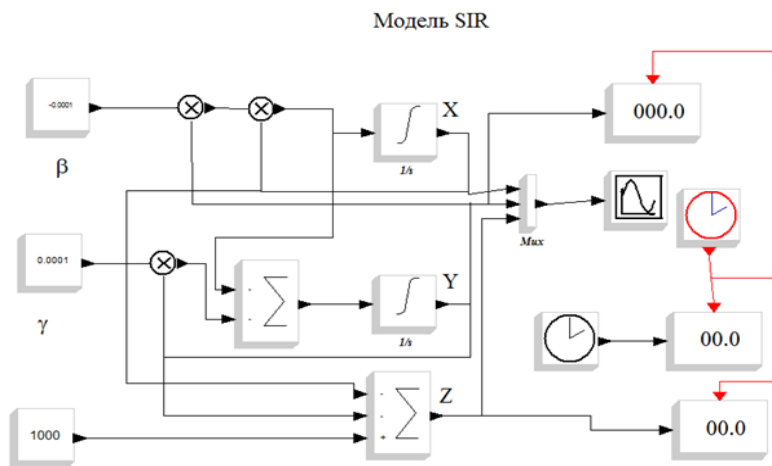 Модель SIR
-0.0001
β
X
1/s
000.0
Mux
0.0001
γ
-
-
Y
1/s
00.0
1000
-
-
+
Z
00.0